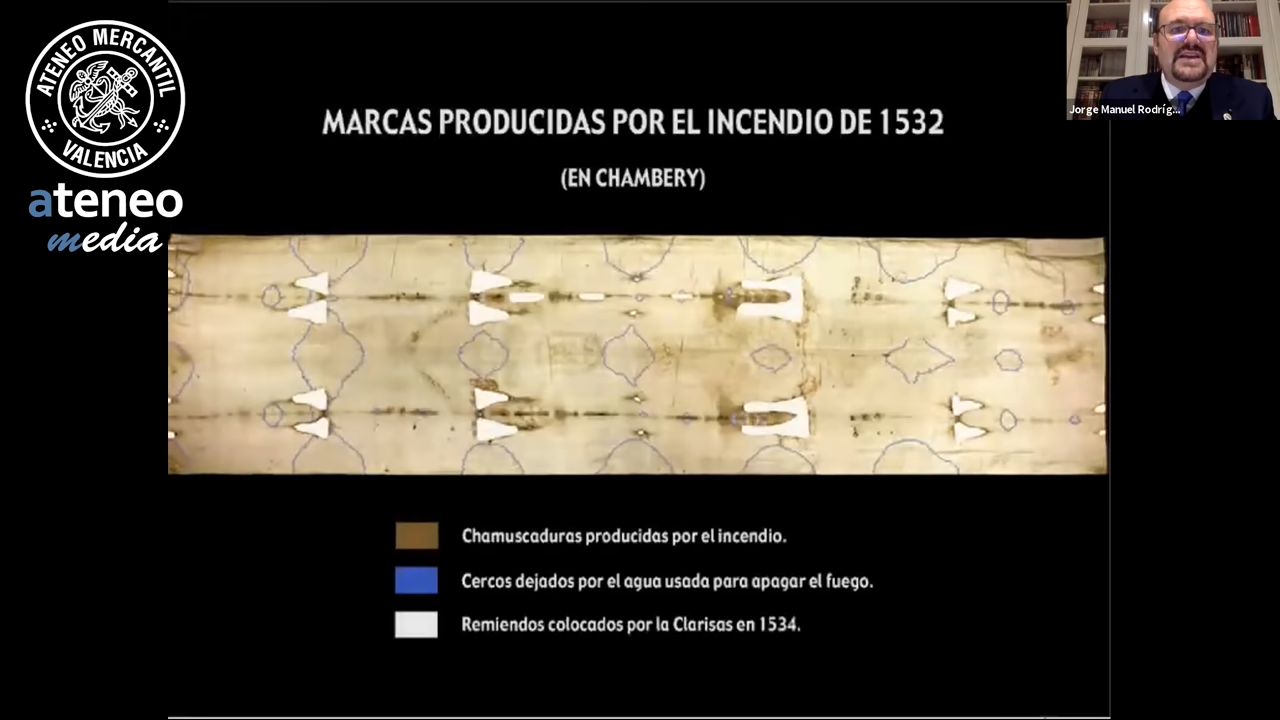 ATENEO MERCANTIL
VALENCIA
ateneo
media
MARCAS PRODUCIDAS POR EL INCENDIO DE 1532
(EN CHAMBERY)
Jorge Manuel Rodríg...
Chamuscaduras producidas por el incendio.
Cercos dejados por el agua usada para apagar el fuego.
Remiendos colocados por la Clarisas en 1534.